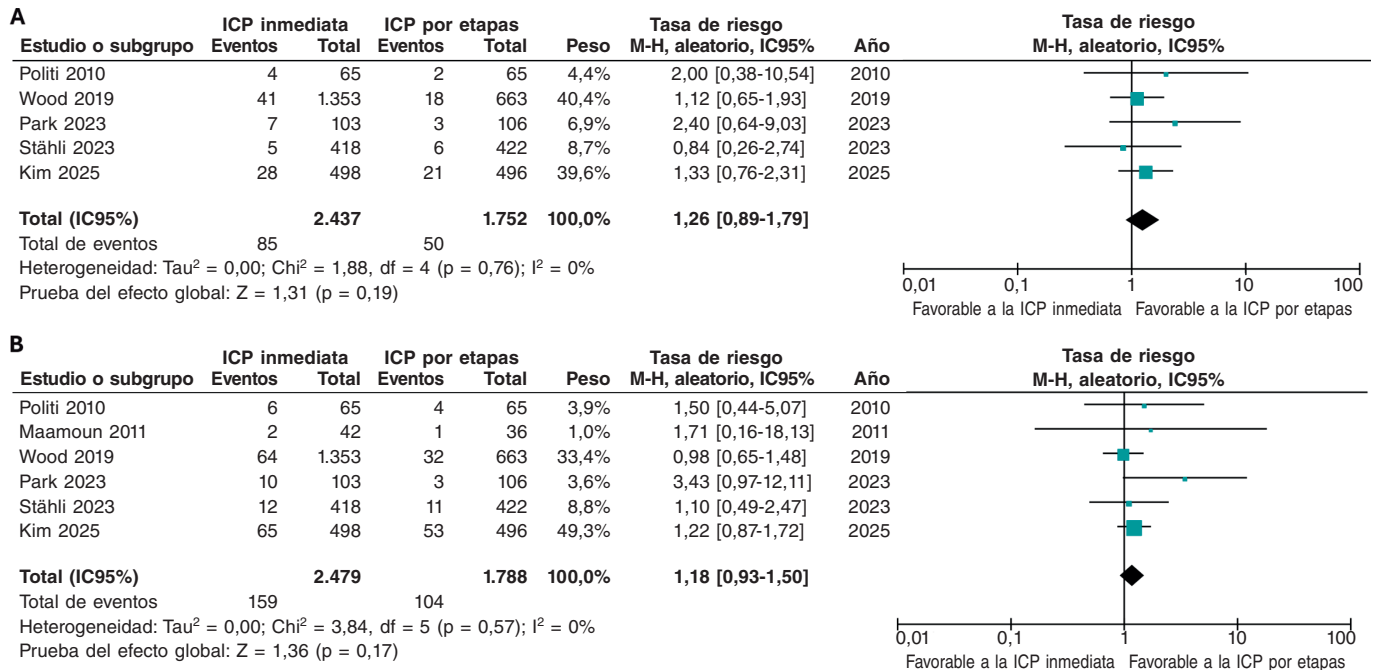 A
ICP inmediata ICP por etapas Tasa de riesgo Tasa de riesgo
Estudio o subgrupo Eventos Total Eventos Total Peso M-H, aleatorio, IC95% Año M-H, aleatorio, IC95%
Politi 2010 4 65 2 65 4,4% 2,00 [0,38-10,54] 2010
Wood 2019 41 1.353 18 663 40,4% 1,12 [0,65-1,93] 2019
Park 2023 7 103 3 106 6,9% 2,40 [0,64-9,03] 2023
Stähli 2023 5 418 6 422 8,7% 0,84 [0,26-2,74] 2023
Kim 2025 28 498 21 496 39,6% 1,33 [0,76-2,31] 2025
Total (IC95%) 2.437 1.752 100,0% 1,26 [0,89-1,79]
Total de eventos 85 50
Heterogeneidad: Tau² = 0,00; Chi² = 1,88, df = 4 (p = 0,76); I² = 0%
Prueba del efecto global: Z = 1,31 (p = 0,19)
0,01 0,1 1 10 100
Favorable a la ICP inmediata Favorable a la ICP por etapas
B
ICP inmediata ICP por etapas Tasa de riesgo Tasa de riesgo
Estudio o subgrupo Eventos Total Eventos Total Peso M-H, aleatorio, IC95% Año M-H, aleatorio, IC95%
Politi 2010 6 65 4 65 3,9% 1,50 [0,44-5,07] 2010
Maamoun 2011 2 42 1 36 1,0% 1,71 [0,16-18,13] 2011
Wood 2019 64 1.353 32 663 33,4% 0,98 [0,65-1,48] 2019
Park 2023 10 103 3 106 3,6% 3,43 [0,97-12,11] 2023
Stähli 2023 12 418 11 422 8,8% 1,10 [0,49-2,47] 2023
Kim 2025 65 498 53 496 49,3% 1,22 [0,87-1,72] 2025
Total (IC95%) 2.479 1.788 100,0% 1,18 [0,93-1,50]
Total de eventos 159 104
Heterogeneidad: Tau² = 0,00; Chi² = 3,84, df = 5 (p = 0,57); I² = 0%
Prueba del efecto global: Z = 1,36 (p = 0,17)
0,01 0,1 1 10 100
Favorable a la ICP inmediata Favorable a la ICP por etapas